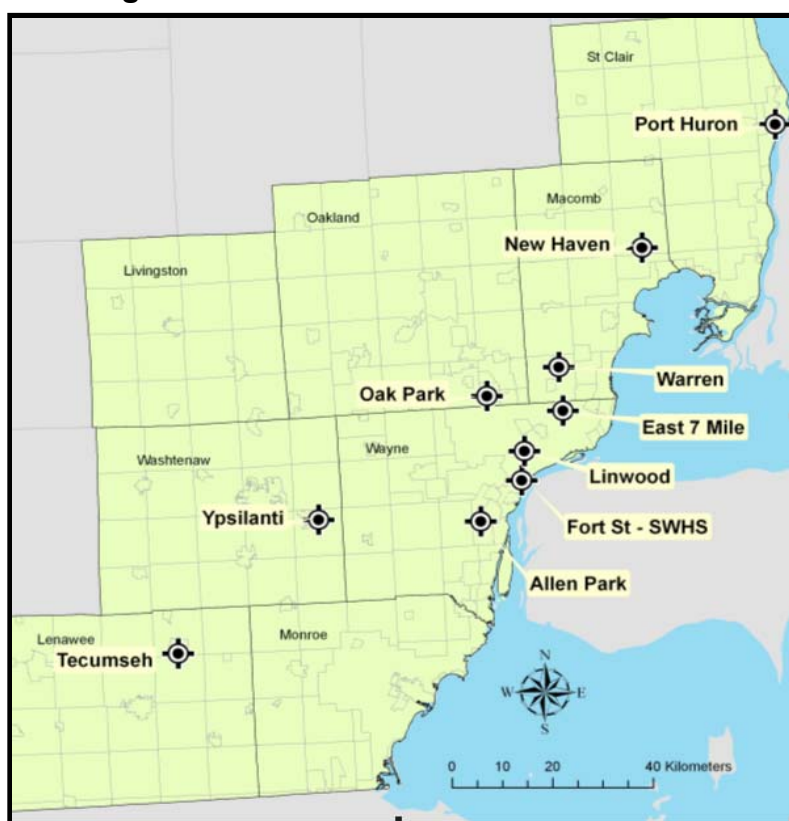 St Clair
Port Huron
Macomb
Oakland
New Haven
Livingston
Warren
Oak Park
East 7 Mile
Wayne
Washtenaw
Linwood
Ypsilanti
Fort St - SWHS
Allen Park
Lenawee
Monroe
Tecumseh
N
W E
S
0 20 40 Kilometers